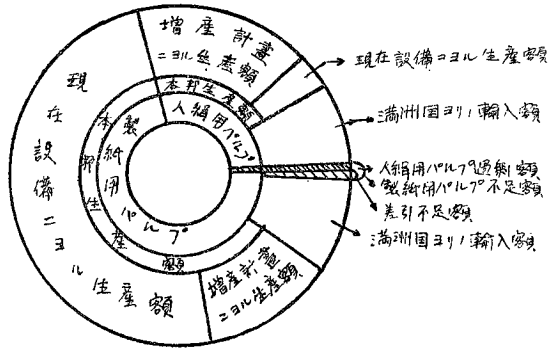 増産計畫
ニヨル生産額
本邦生産額
人絹用パルプ
現在設備ニヨル生産額
満洲国ヨリノ輸入額
人絹用パルプ過剰額
製紙用パルプ不足額
差引不足額
満洲国ヨリノ輸入額
現在設備ニヨル生産額
本邦生産額
製紙用パルプ
増産計畫
ニヨル生産額